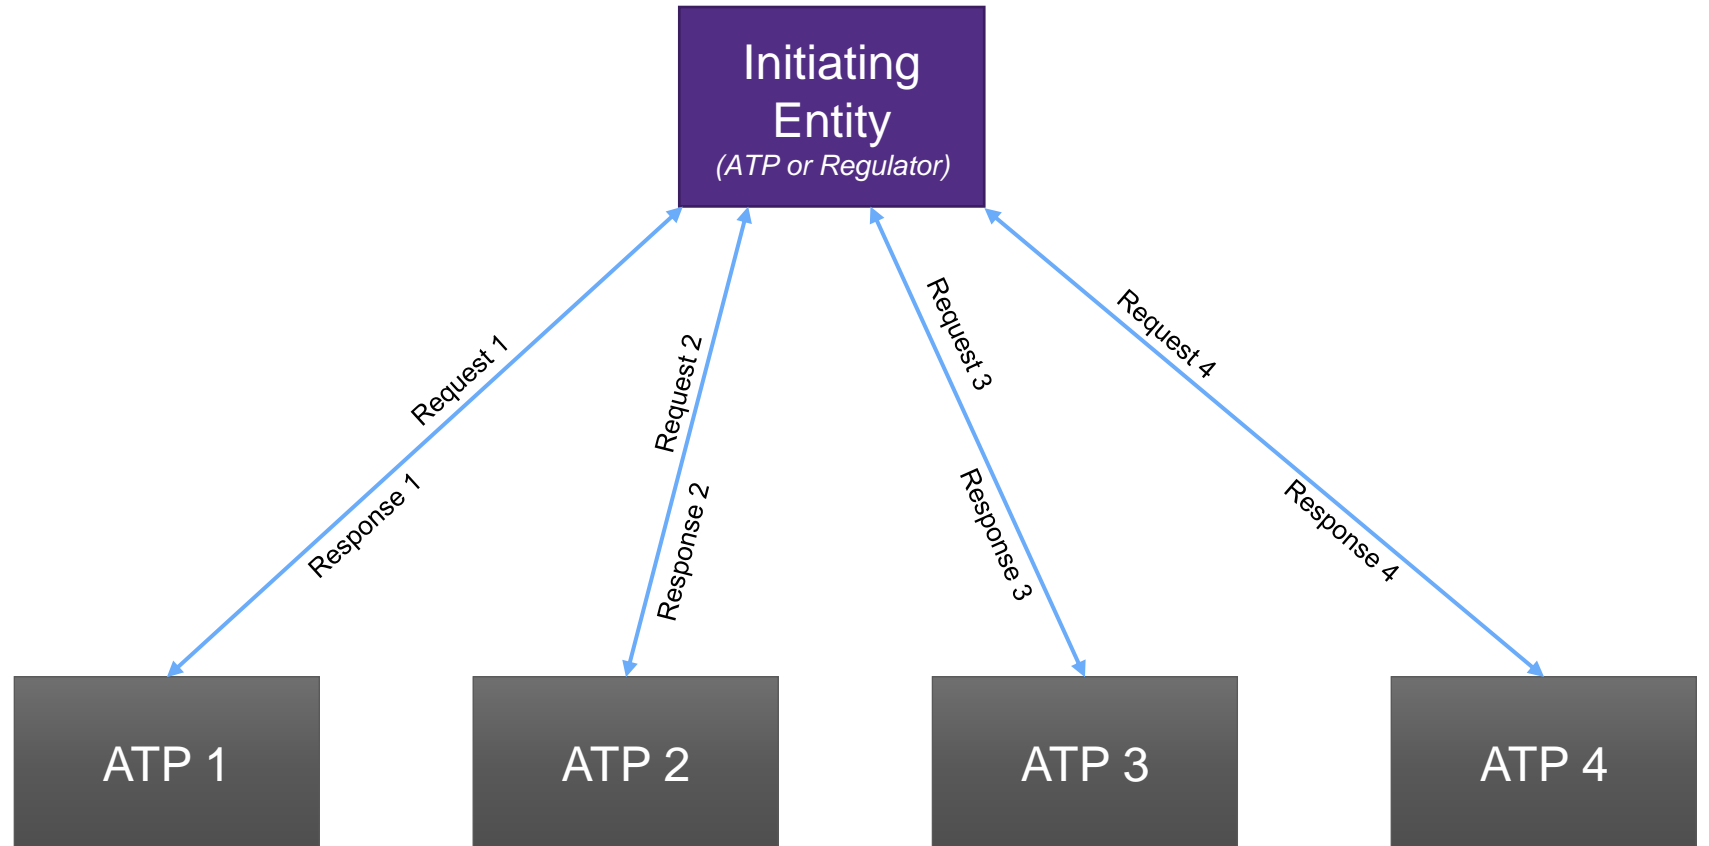 Initiating
Entity
(ATP or Regulator)
Request 1
Request 2
Request 3
Request 4
Response 1
Response 2
Response 3
Response 4
ATP 1
ATP 2
ATP 3
ATP 4